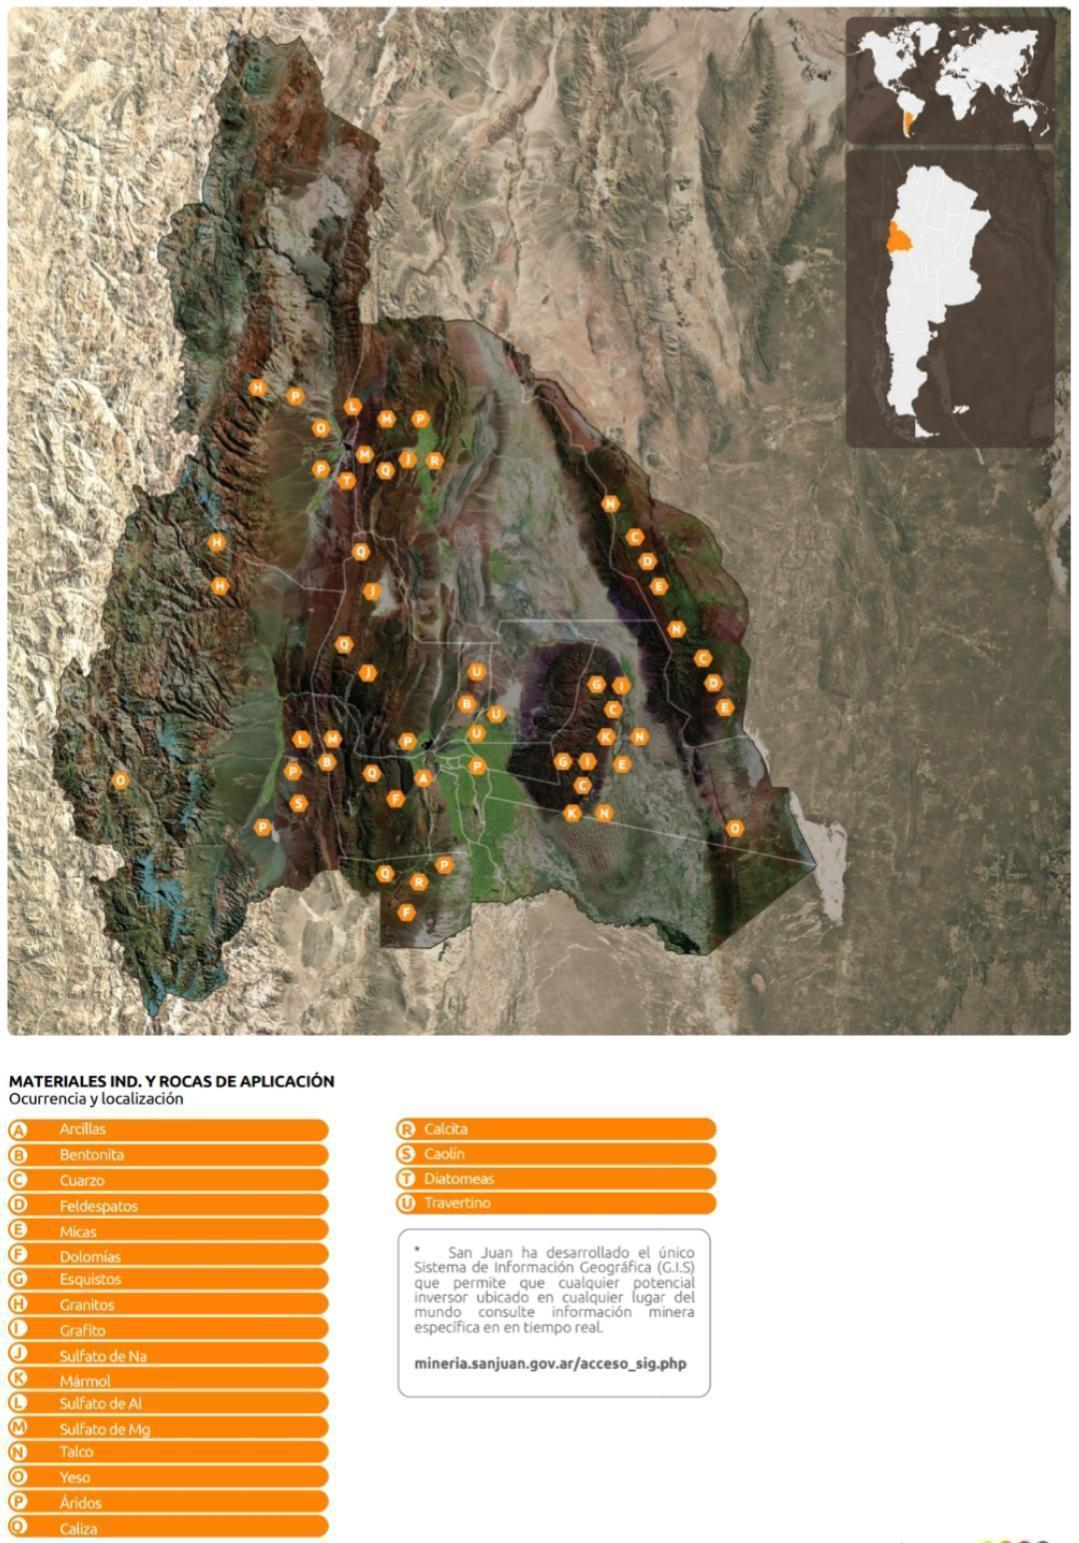 H
P
L
M
P
O
M
Q
J
R
P
T
N
C
H
Q
D
H
J
E
N
Q
C
J
U
G
I
D
B
U
C
E
L
M
P
U
K
N
B
P
Q
A
P
G
I
E
O
S
F
C
P
K
N
O
Q
R
P
F
MATERIALES IND. Y ROCAS DE APLICACIÓN
Ocurrencia y localización
A Arcillas
B Bentonita
C Cuarzo
D Feldespatos
E Micas
F Dolomías
G Esquistos
H Granitos
I Grafito
J Sulfato de Na
K Mármol
L Sulfato de Al
M Sulfato de Mg
N Talco
O Yeso
P Áridos
Q Caliza
R Calcita
S Caolín
T Diatomeas
U Travertino
* San Juan ha desarrollado el único
Sistema de Información Geográfica (G.I.S)
que permite que cualquier potencial
inversor ubicado en cualquier lugar del
mundo consulte información minera
específica en en tiempo real.
mineria.sanjuan.gov.ar/acceso_sig.php